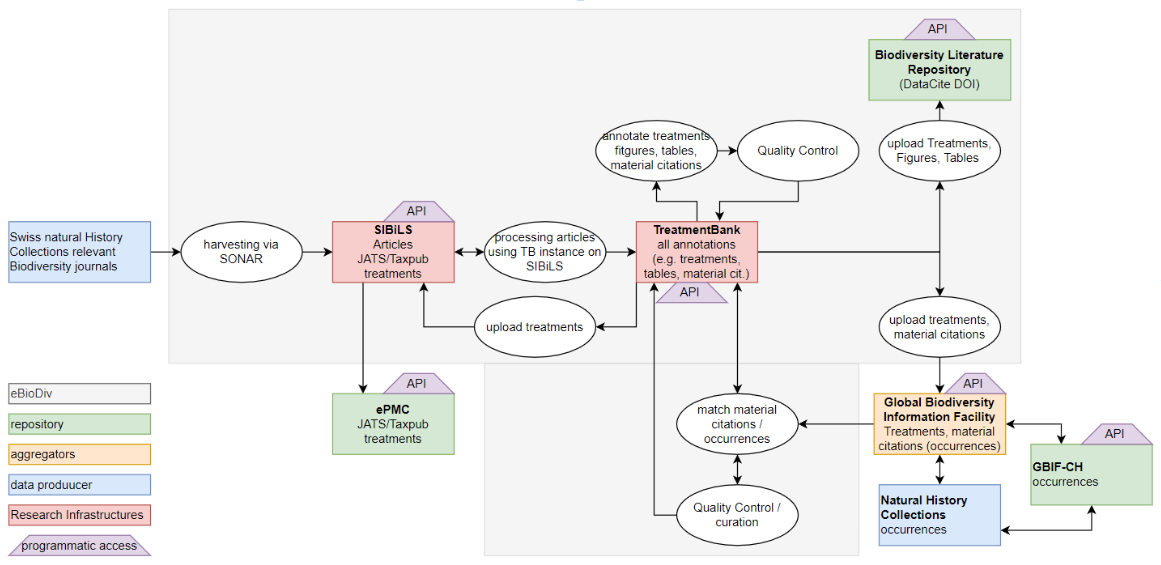 API
Biodiversity Literature
Repository
(DataCite DOI)
annotate treatments
fitgures, tables,
material citations
Quality Control
upload Treatments,
Figures, Tables
Swiss natural History
Collections relevant
Biodiversity journals
harvesting via
SONAR
API
SIBiLS
Articles
JATS/Taxpub
treatments
processing articles
using TB instance on
SIBiLS
TreatmentBank
all annotations
(e.g. treatments,
tables, material cit.)
API
upload treatments
upload treatments,
material citations
eBioDiv
repository
aggregators
data produucer
Research Infrastructures
programmatic access
API
ePMC
JATS/Taxpub
treatments
match material
citations /
occurrences
Quality Control /
curation
API
Global Biodiversity
Information Facility
Treatments, material
citations (occurrences)
API
GBIF-CH
occurrences
Natural History
Collections
occurrences